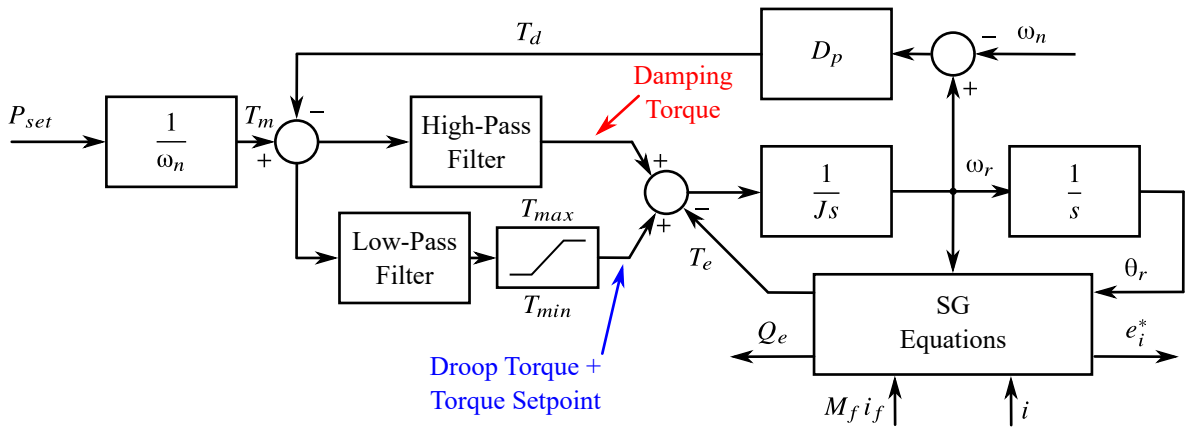 T_d
D_p
−
ω_n
+
Damping
Torque
P_set
1
ω_n
T_m
−
+
High-Pass
Filter
+
−
+
1
Js
ω_r
1
s
Low-Pass
Filter
T_max
T_min
T_e
θ_r
SG
Equations
Q_e
e_i^*
Droop Torque +
Torque Setpoint
M_f i_f
i